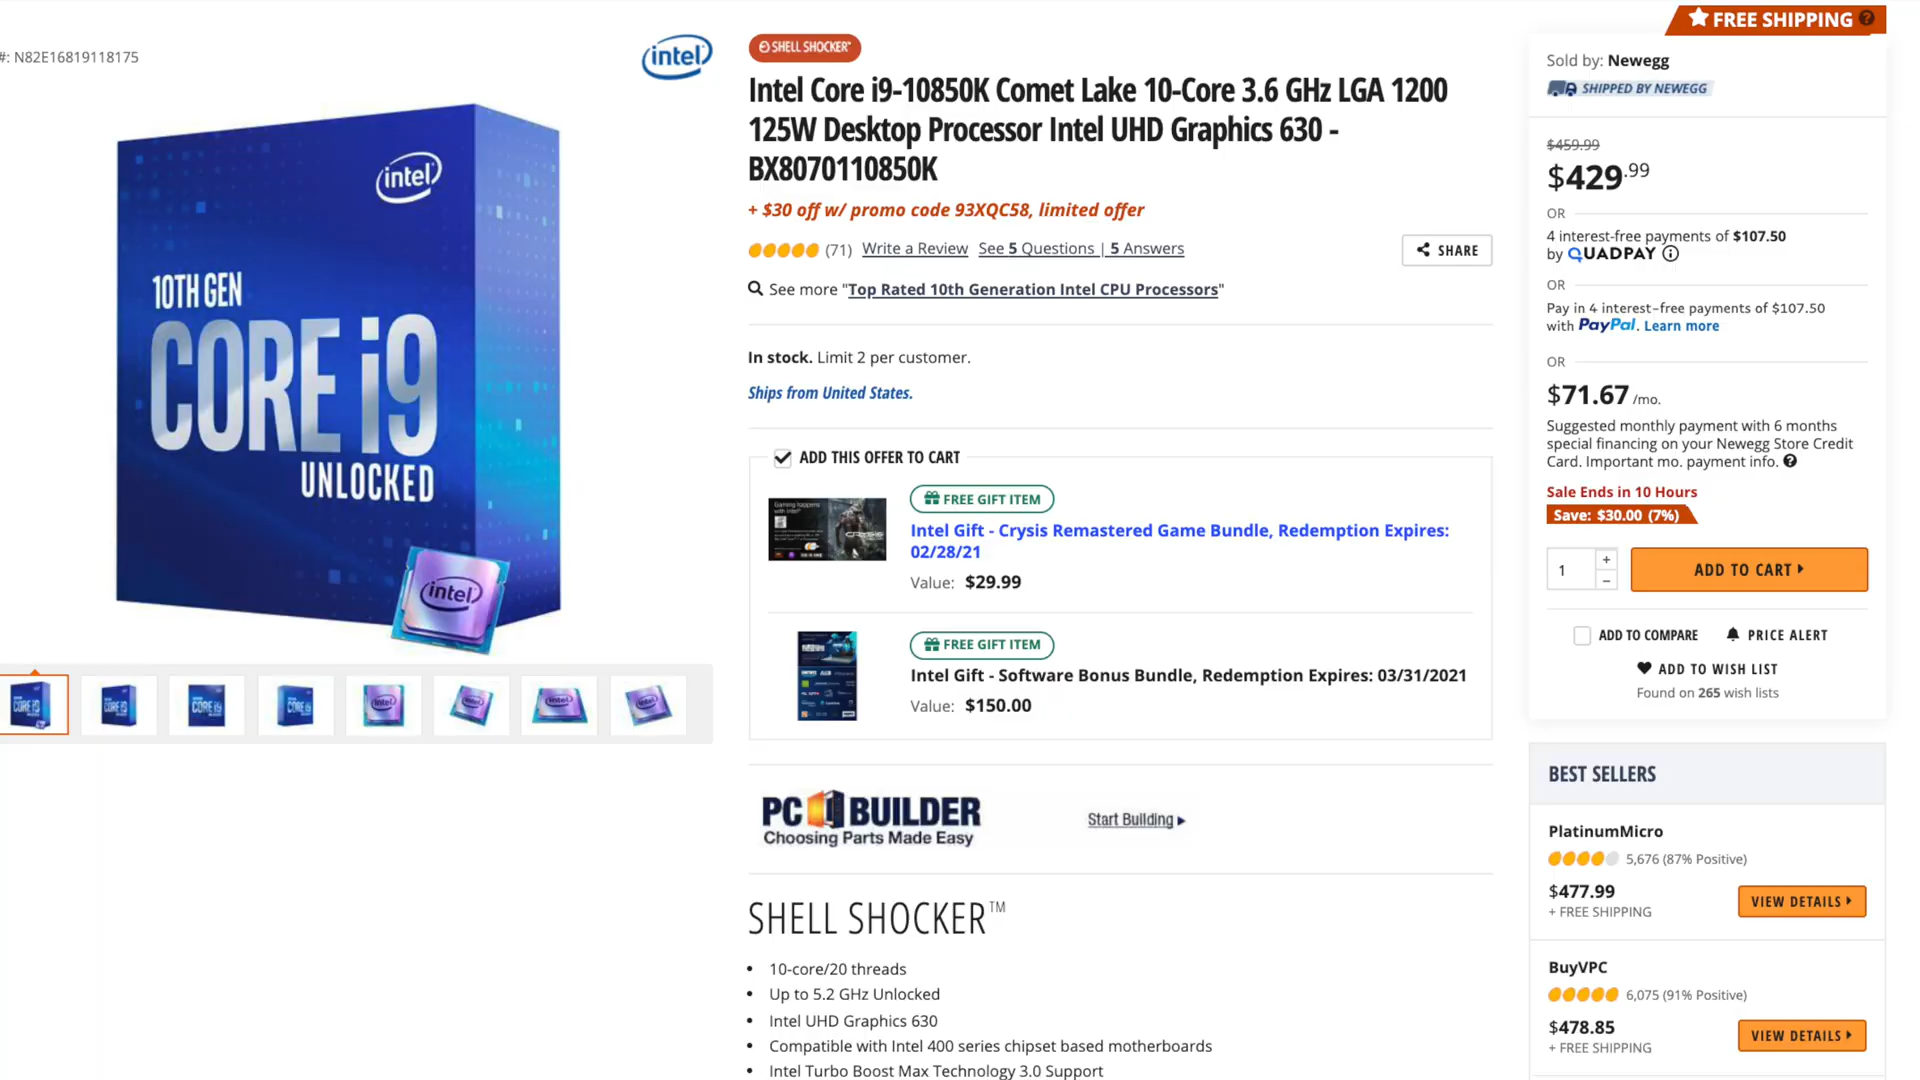 #: N82E16819118175
intel
10TH GEN
intel
CORE i9
UNLOCKED
intel
SHELL SHOCKER™
Intel Core i9-10850K Comet Lake 10-Core 3.6 GHz LGA 1200
125W Desktop Processor Intel UHD Graphics 630 -
BX8070110850K
+ $30 off w/ promo code 93XQC58, limited offer
(71) Write a Review See 5 Questions | 5 Answers
SHARE
See more "Top Rated 10th Generation Intel CPU Processors"
In stock. Limit 2 per customer.
Ships from United States.
ADD THIS OFFER TO CART
FREE GIFT ITEM
Intel Gift - Crysis Remastered Game Bundle, Redemption Expires:
02/28/21
Value: $29.99
FREE GIFT ITEM
Intel Gift - Software Bonus Bundle, Redemption Expires: 03/31/2021
Value: $150.00
PC BUILDER
Choosing Parts Made Easy
Start Building
SHELL SHOCKER™
• 10-core/20 threads
• Up to 5.2 GHz Unlocked
• Intel UHD Graphics 630
• Compatible with Intel 400 series chipset based motherboards
• Intel Turbo Boost Max Technology 3.0 Support
FREE SHIPPING ?
Sold by: Newegg
SHIPPED BY NEWEGG
$459.99
$429.99
OR
4 interest-free payments of $107.50
by QUADPAY
OR
Pay in 4 interest-free payments of $107.50
with PayPal. Learn more
OR
$71.67 /mo.
Suggested monthly payment with 6 months
special financing on your Newegg Store Credit
Card. Important mo. payment info. ?
Sale Ends in 10 Hours
Save: $30.00 (7%)
1 + −
ADD TO CART
ADD TO COMPARE
PRICE ALERT
ADD TO WISH LIST
Found on 265 wish lists
BEST SELLERS
PlatinumMicro
5,676 (87% Positive)
$477.99
+ FREE SHIPPING
VIEW DETAILS
BuyVPC
6,075 (91% Positive)
$478.85
+ FREE SHIPPING
VIEW DETAILS